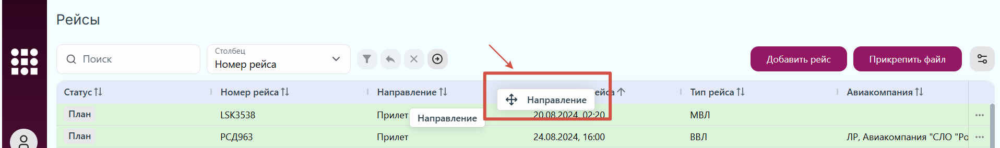 Рейсы
Поиск
Столбец
Номер рейса
Добавить рейс
Прикрепить файл
Статус Номер рейса Направление Направление ейса Тип рейса Авиакомпания
План LSK3538 Прилет 20.08.2024, 02:20 МВЛ ...
Направление
План РСД963 Прилет 24.08.2024, 16:00 ВВЛ ЛР, Авиакомпания "СЛО "Ро ...